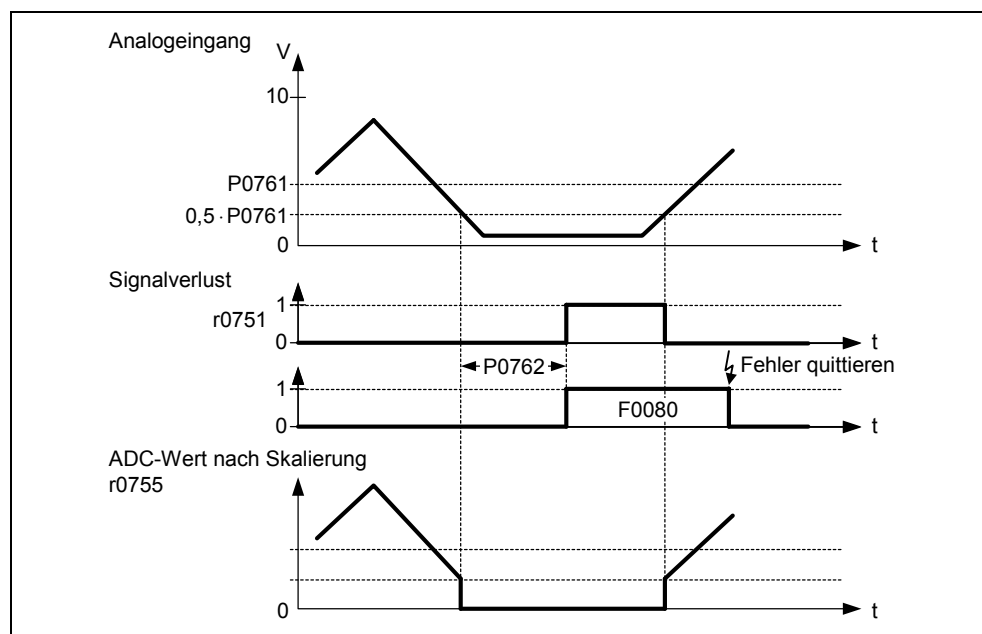 Analogeingang
V
10
P0761
0,5 · P0761
0
t
Signalverlust
r0751
1
0
t
P0762
Fehler quittieren
1
0
F0080
t
ADC-Wert nach Skalierung
r0755
0
t